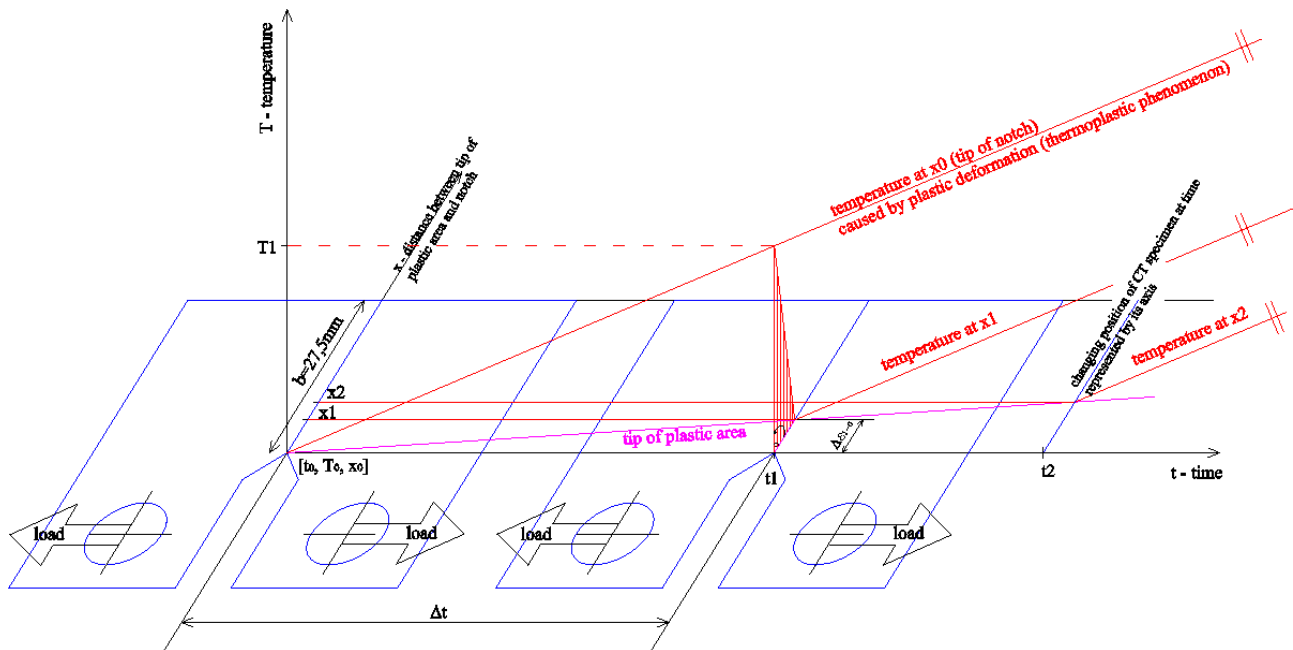 T - temperature
x - distance between tip of
plastic area and notch
temperature at x0 (tip of notch)
caused by plastic deformation (thermoplastic phenomenon)
T1
b=27,5mm
changing position of CT specimen at time
represented by its axis
temperature at x1
temperature at x2
x2
x1
tip of plastic area
[t0, T0, x0]
t1
t2
t - time
load
load
load
load
Δt